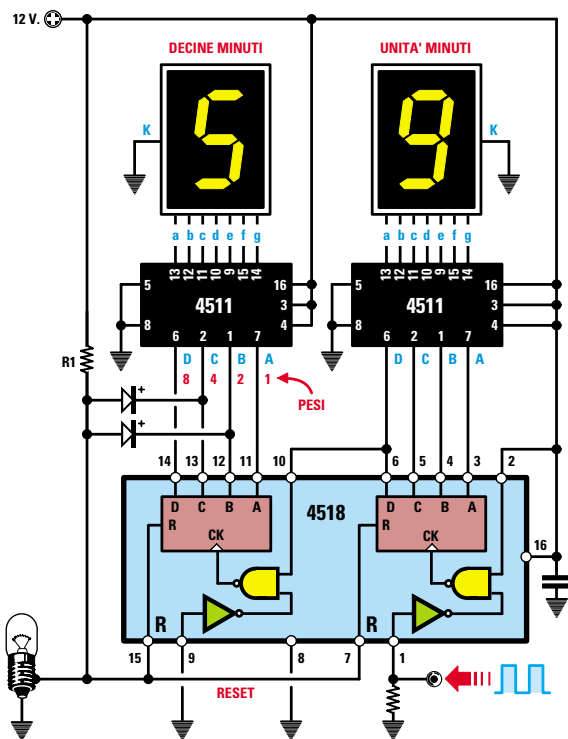 12 V.
DECINE MINUTI
UNITA' MINUTI
K
K
a b c d e f g
a b c d e f g
13 12 11 10 9 15 14
13 12 11 10 9 15 14
5
4511
16
3
8
4
6 2 1 7
5
4511
16
3
8
4
6 2 1 7
R1
D C B A
D C B A
8 4 2 1
PESI
+
+
14 13 12 11 10
6 5 4 3 2
D C B A
4518
D C B A
R
R
CK
CK
16
R
R
15 9 8 7 1
RESET